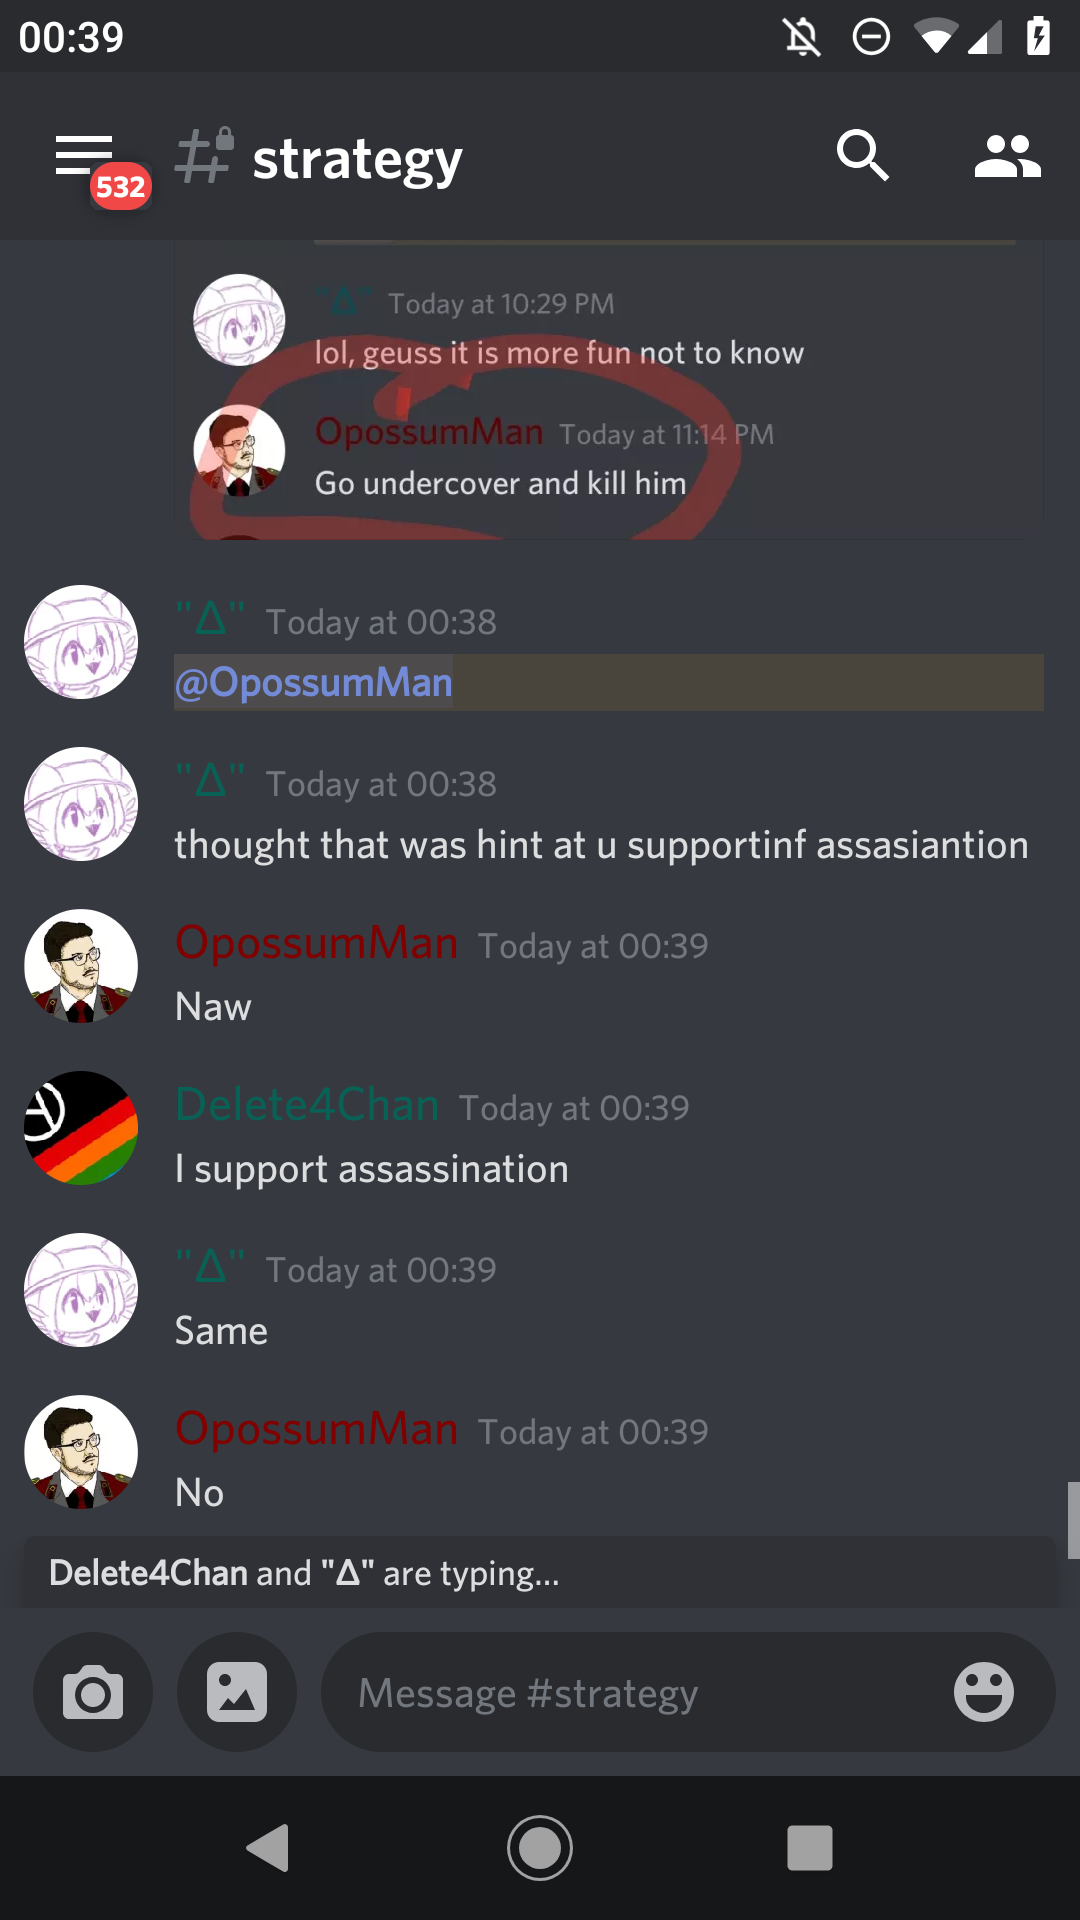 00:39
532
strategy
"Δ" Today at 10:29 PM
lol, geuss it is more fun not to know
OpossumMan Today at 11:14 PM
Go undercover and kill him
"Δ" Today at 00:38
@OpossumMan
"Δ" Today at 00:38
thought that was hint at u supportinf assasiantion
OpossumMan Today at 00:39
Naw
Delete4Chan Today at 00:39
I support assassination
"Δ" Today at 00:39
Same
OpossumMan Today at 00:39
No
Delete4Chan and "Δ" are typing...
Message #strategy